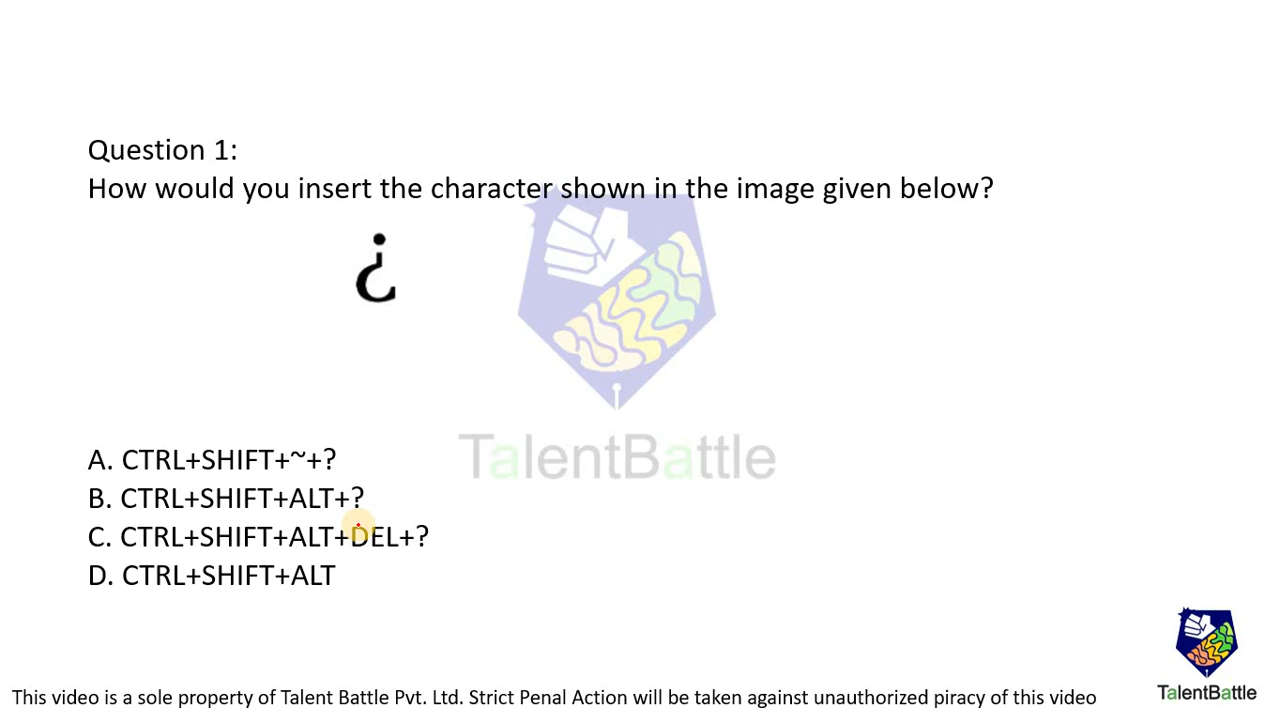 Question 1:
How would you insert the character shown in the image given below?
¿
TalentBattle
A. CTRL+SHIFT+~+?
B. CTRL+SHIFT+ALT+?
C. CTRL+SHIFT+ALT+DEL+?
D. CTRL+SHIFT+ALT
TalentBattle
This video is a sole property of Talent Battle Pvt. Ltd. Strict Penal Action will be taken against unauthorized piracy of this video